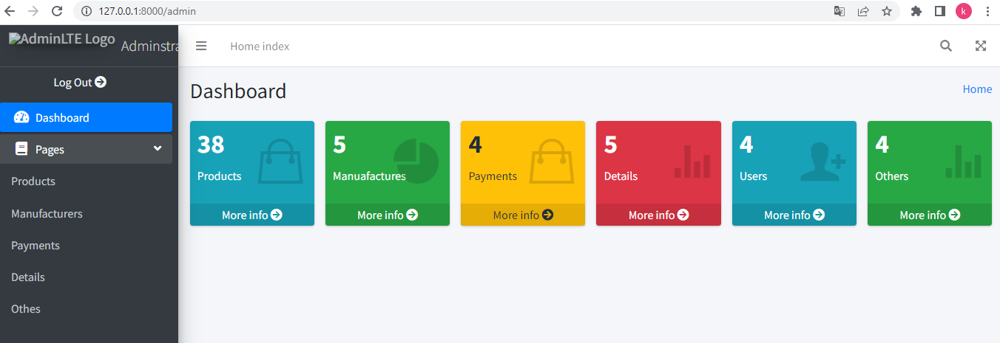 127.0.0.1:8000/admin
k
AdminLTE Logo
Adminstra
Home index
Log Out
Dashboard
Pages
Products
Manufacturers
Payments
Details
Othes
Dashboard
Home
38
Products
More info
5
Manuafactures
More info
4
Payments
More info
5
Details
More info
4
Users
More info
4
Others
More info